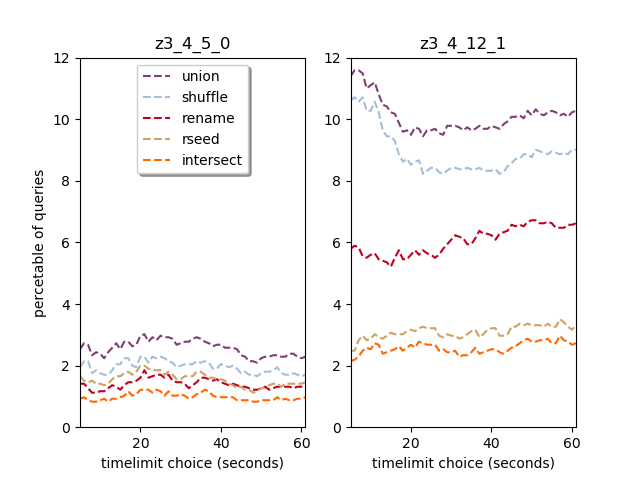 z3_4_5_0
z3_4_12_1
percetable of queries
12
10
8
6
4
2
0
union
shuffle
rename
rseed
intersect
20
40
60
timelimit choice (seconds)
12
10
8
6
4
2
0
20
40
60
timelimit choice (seconds)